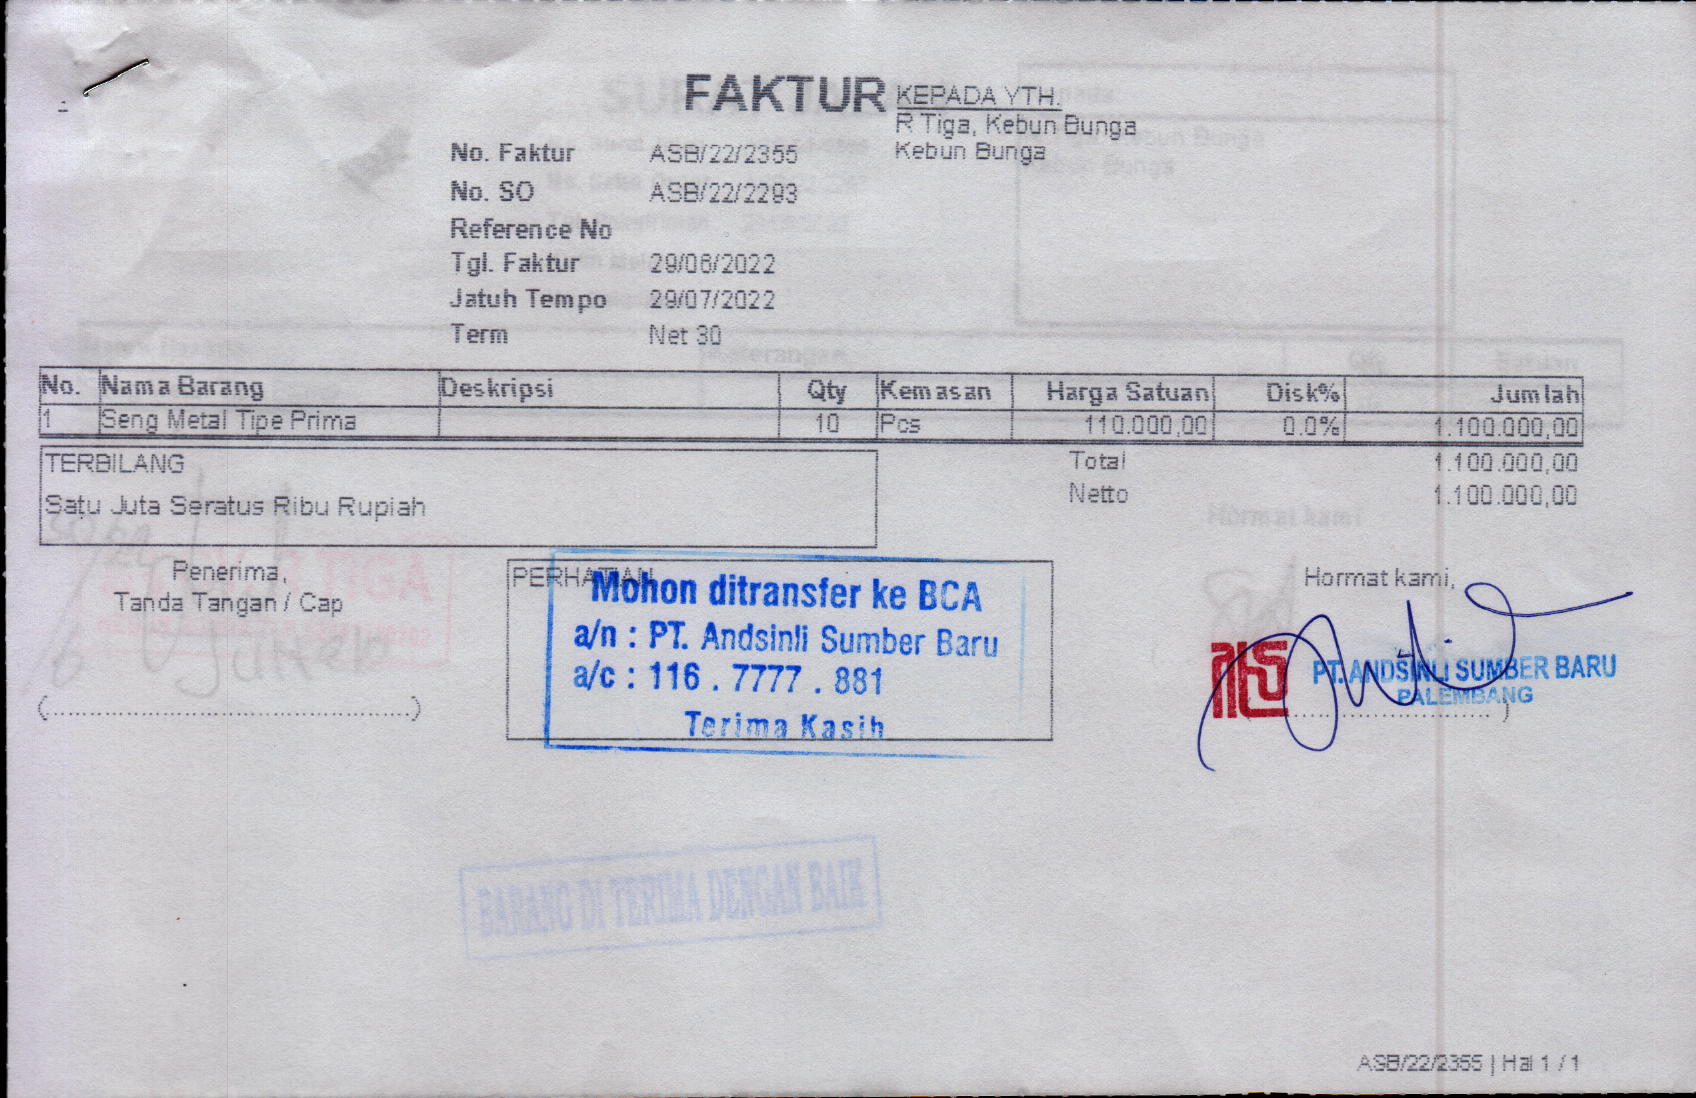 FAKTUR
KEPADA YTH.
R Tiga, Kebun Bunga
Kebun Bunga
No. Faktur ASB/22/2355
No. SO ASB/22/2293
Reference No
Tgl. Faktur 29/06/2022
Jatuh Tempo 29/07/2022
Term Net 30
No. Nama Barang Deskripsi Qty Kemasan Harga Satuan Disk% Jumlah
1 Seng Metal Tipe Prima 10 Pcs 110.000,00 0.0% 1.100.000,00
TERBILANG
Satu Juta Seratus Ribu Rupiah
Total 1.100.000,00
Netto 1.100.000,00
Penerima,
Tanda Tangan / Cap
(........................................................)
PERHATIAN
Mohon ditransfer ke BCA
a/n : PT. Andsinli Sumber Baru
a/c : 116 . 7777 . 881
Terima Kasih
Hormat kami,
PT. ANDSINLI SUMBER BARU
PALEMBANG
BARANG DI TERIMA DENGAN BAIK
ASB/22/2355 | Hal 1 / 1